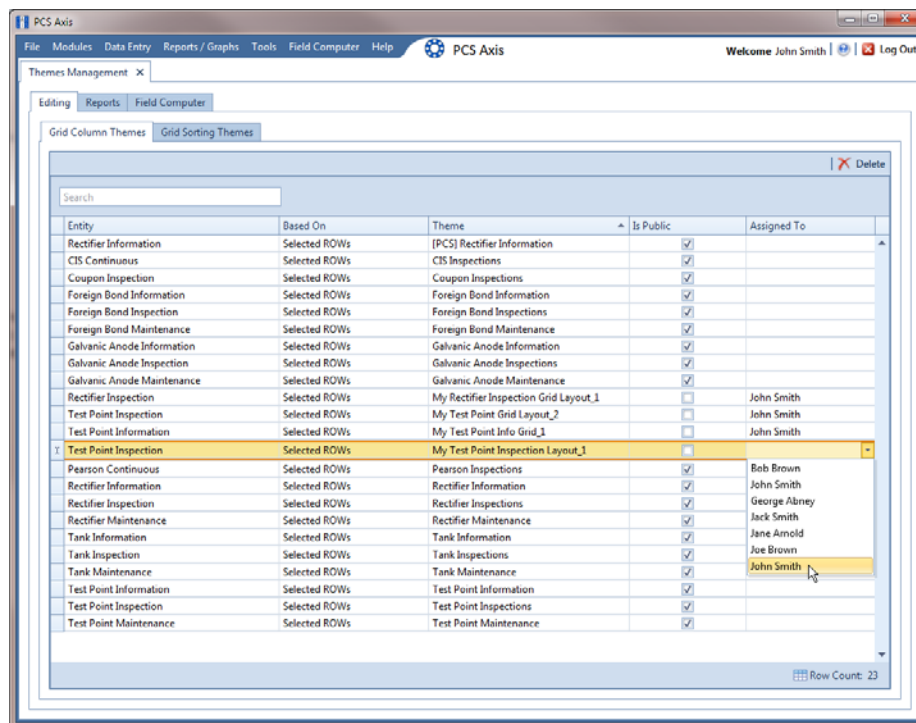 PCS Axis
File Modules Data Entry Reports / Graphs Tools Field Computer Help PCS Axis Welcome John Smith Log Out
Themes Management X
Editing Reports Field Computer
Grid Column Themes Grid Sorting Themes
Delete
Search
Entity Based On Theme Is Public Assigned To
Rectifier Information Selected ROWs [PCS] Rectifier Information
CIS Continuous Selected ROWs CIS Inspections
Coupon Inspection Selected ROWs Coupon Inspections
Foreign Bond Information Selected ROWs Foreign Bond Information
Foreign Bond Inspection Selected ROWs Foreign Bond Inspections
Foreign Bond Maintenance Selected ROWs Foreign Bond Maintenance
Galvanic Anode Information Selected ROWs Galvanic Anode Information
Galvanic Anode Inspection Selected ROWs Galvanic Anode Inspections
Galvanic Anode Maintenance Selected ROWs Galvanic Anode Maintenance
Rectifier Inspection Selected ROWs My Rectifier Inspection Grid Layout_1 John Smith
Test Point Inspection Selected ROWs My Test Point Grid Layout_2 John Smith
Test Point Information Selected ROWs My Test Point Info Grid_1 John Smith
Test Point Inspection Selected ROWs My Test Point Inspection Layout_1
Pearson Continuous Selected ROWs Pearson Inspections Bob Brown
Rectifier Information Selected ROWs Rectifier Information John Smith
Rectifier Inspection Selected ROWs Rectifier Inspections George Abney
Rectifier Maintenance Selected ROWs Rectifier Maintenance Jack Smith
Tank Information Selected ROWs Tank Information Jane Arnold
Tank Inspection Selected ROWs Tank Inspections Joe Brown
Tank Maintenance Selected ROWs Tank Maintenance John Smith
Test Point Information Selected ROWs Test Point Information
Test Point Inspection Selected ROWs Test Point Inspections
Test Point Maintenance Selected ROWs Test Point Maintenance
Row Count: 23